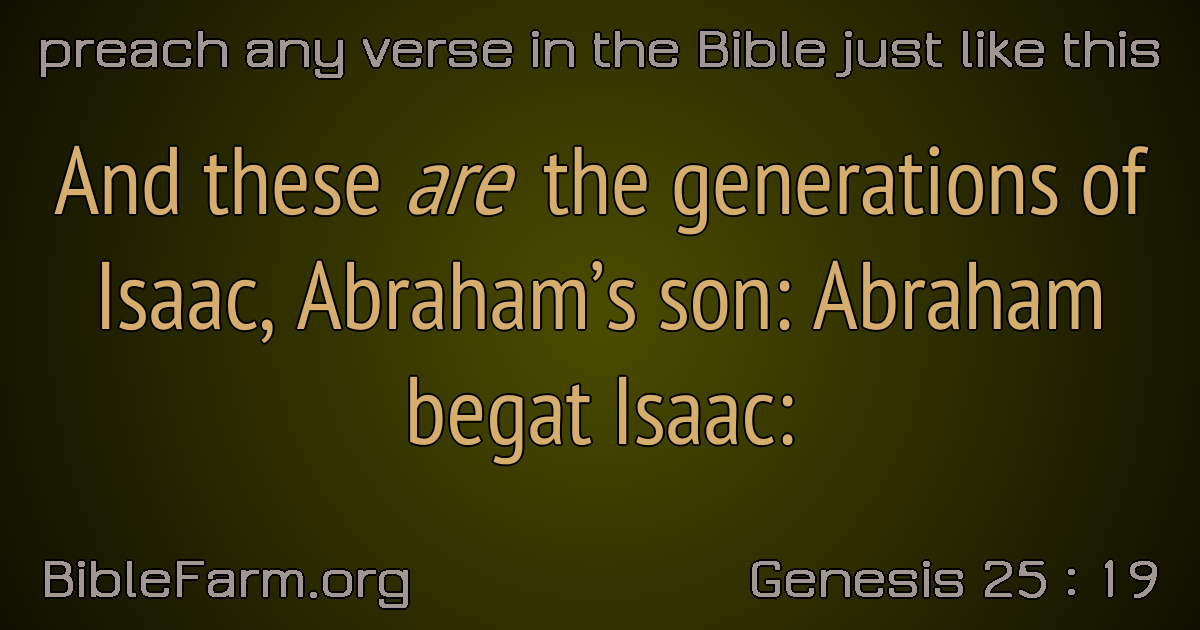 preach any verse in the Bible just like this
And these are the generations of
Isaac, Abraham’s son: Abraham
begat Isaac:
BibleFarm.org
Genesis 25 : 19